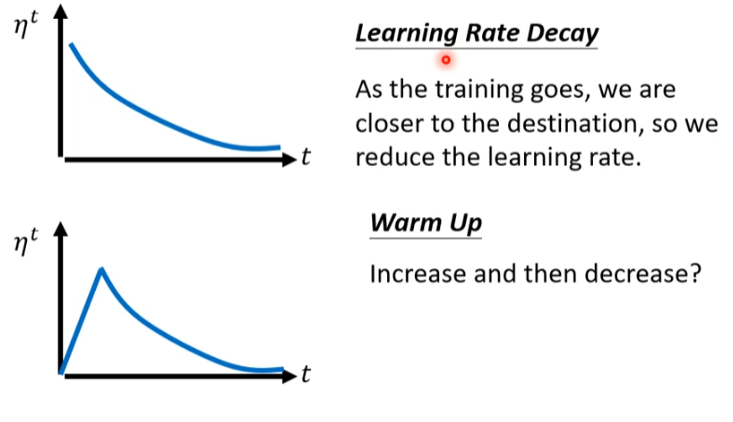 η^t
Learning Rate Decay
As the training goes, we are
closer to the destination, so we
reduce the learning rate.
t
η^t
Warm Up
Increase and then decrease?
t